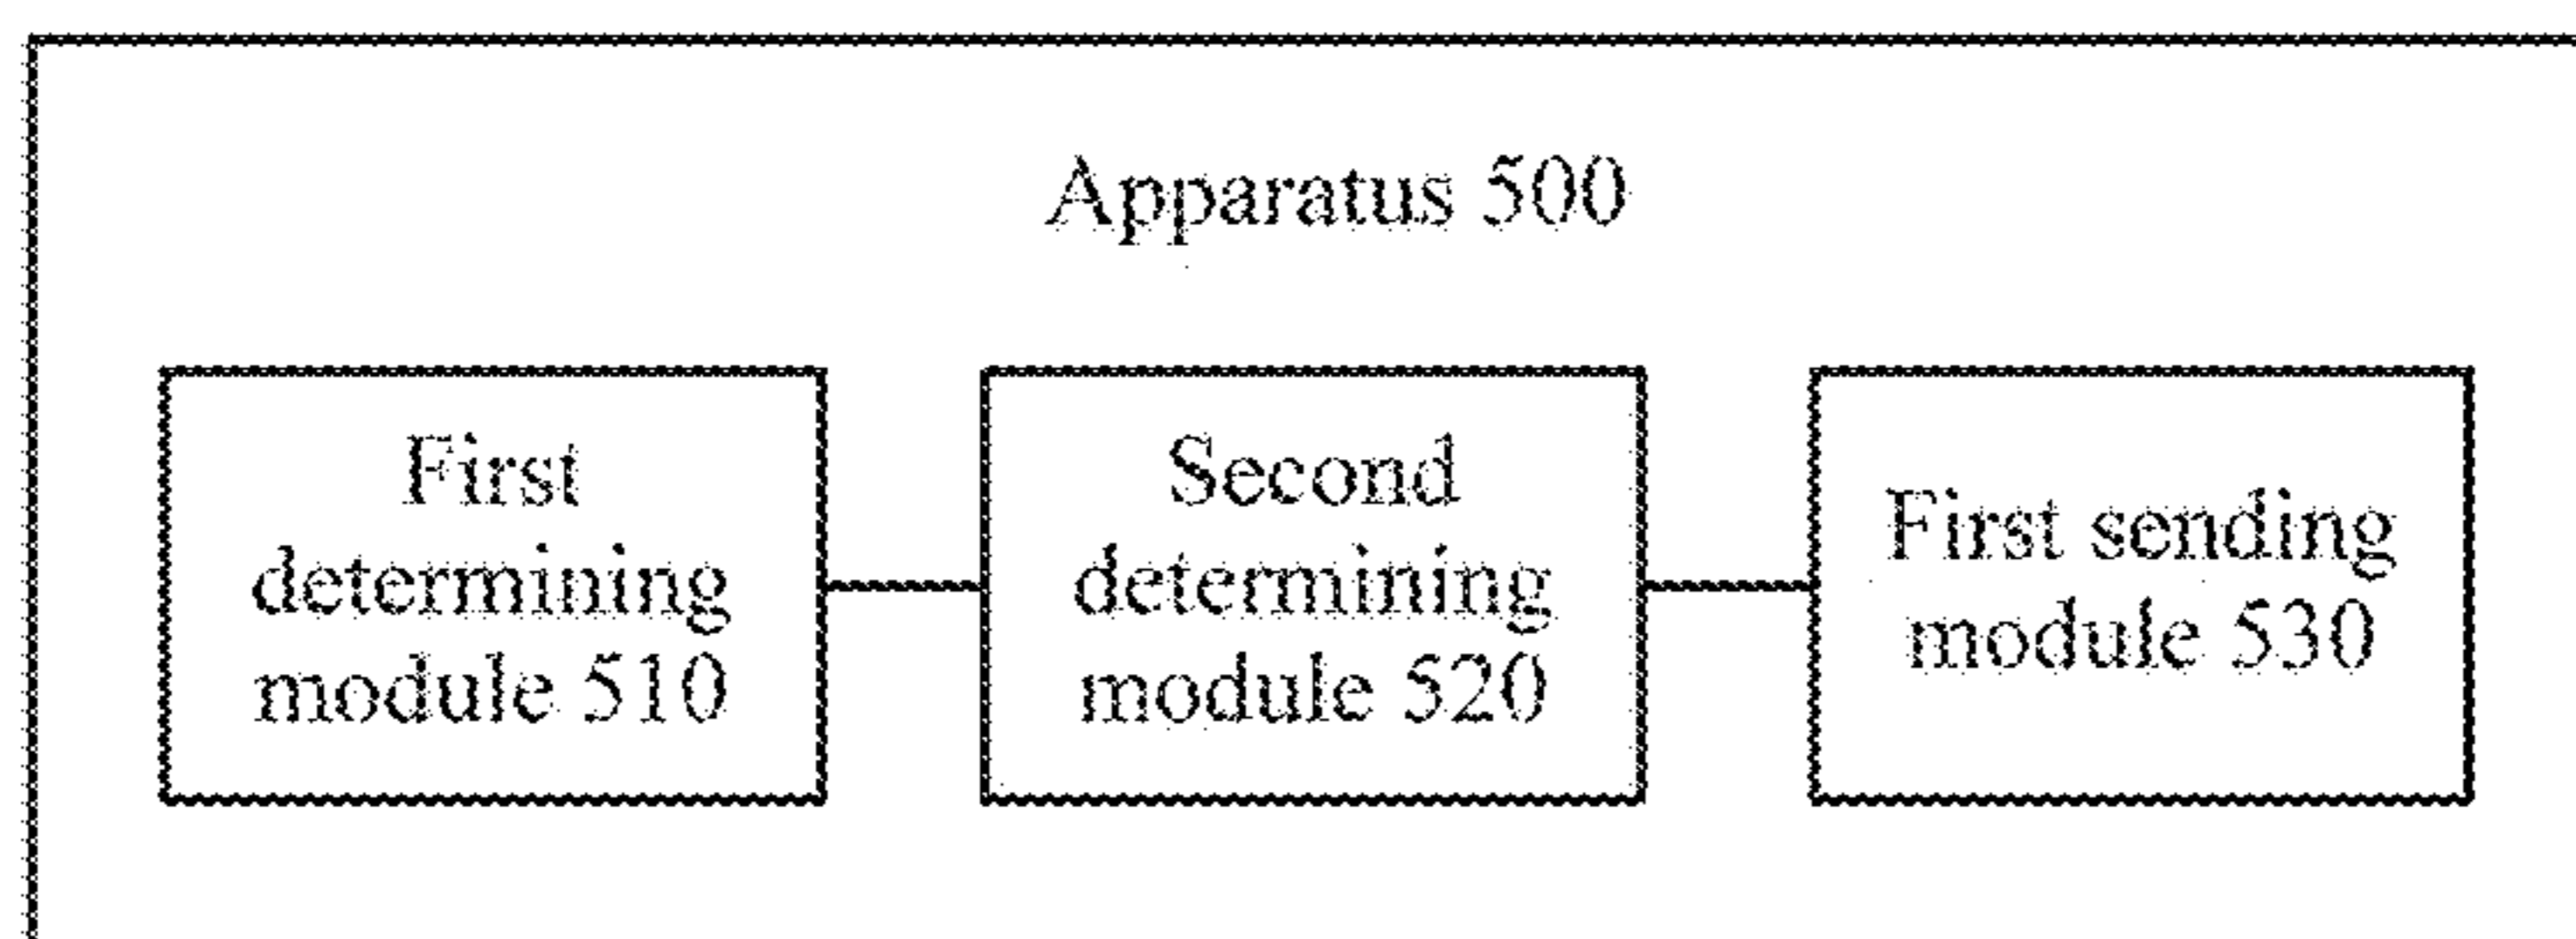 Apparatus 500
First
determining
module 510
Second
determining
module 520
First sending
module 530